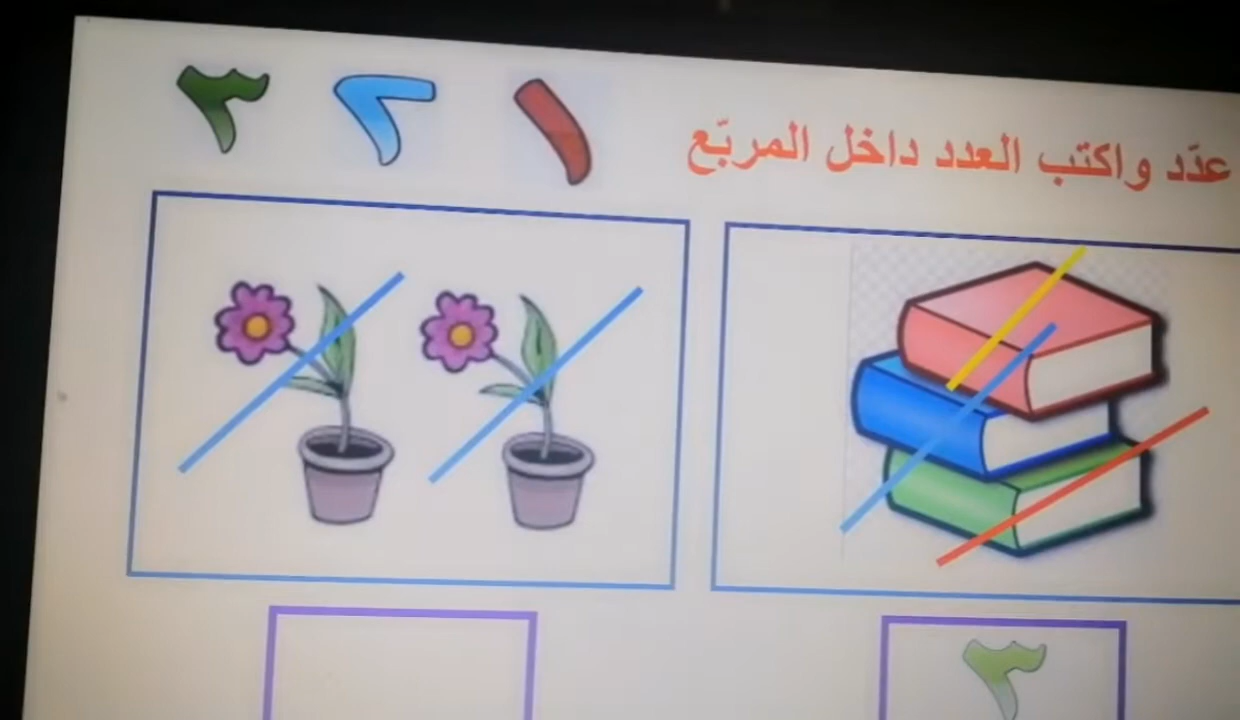 عدّد واكتب العدد داخل المربّع
١ ٢ ٣
٣